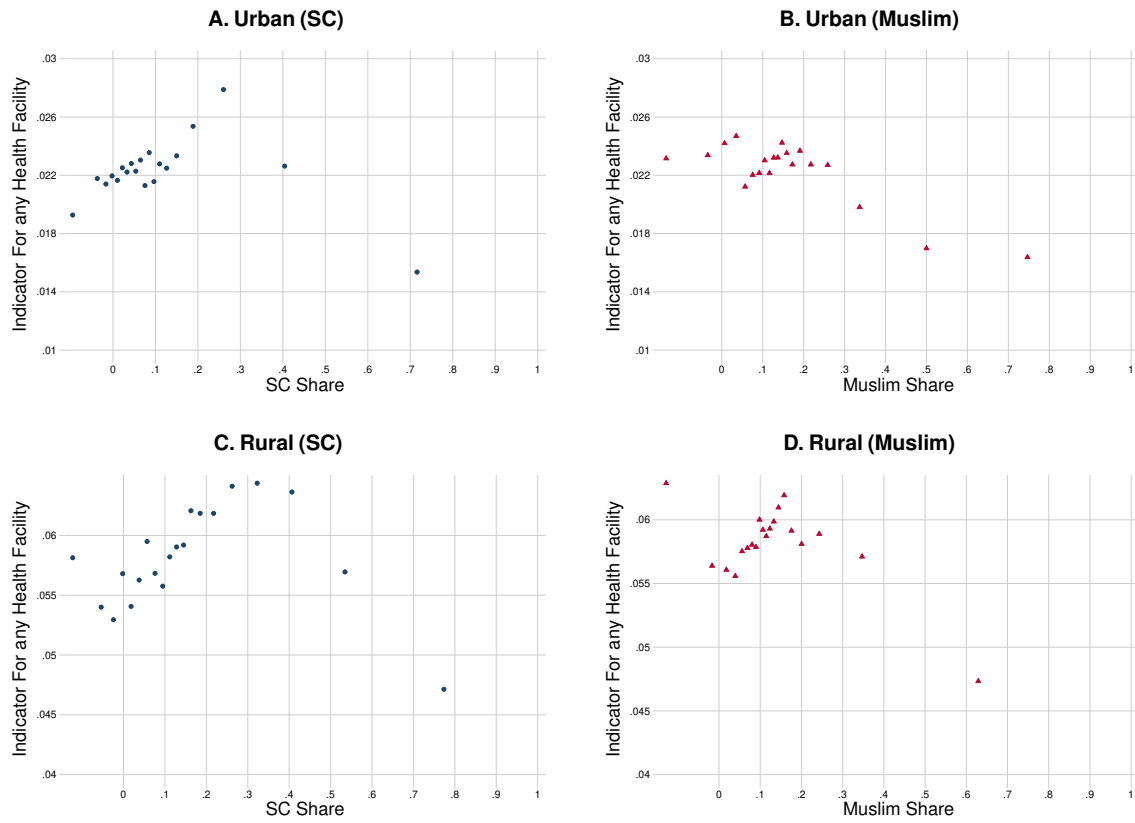 A. Urban (SC)
Indicator For any Health Facility
.03
.026
.022
.018
.014
.01
0 .1 .2 .3 .4 .5 .6 .7 .8 .9 1
SC Share
B. Urban (Muslim)
Indicator For any Health Facility
.03
.026
.022
.018
.014
.01
0 .1 .2 .3 .4 .5 .6 .7 .8 .9 1
Muslim Share
C. Rural (SC)
Indicator For any Health Facility
.06
.055
.05
.045
.04
0 .1 .2 .3 .4 .5 .6 .7 .8 .9 1
SC Share
D. Rural (Muslim)
Indicator For any Health Facility
.06
.055
.05
.045
.04
0 .1 .2 .3 .4 .5 .6 .7 .8 .9 1
Muslim Share